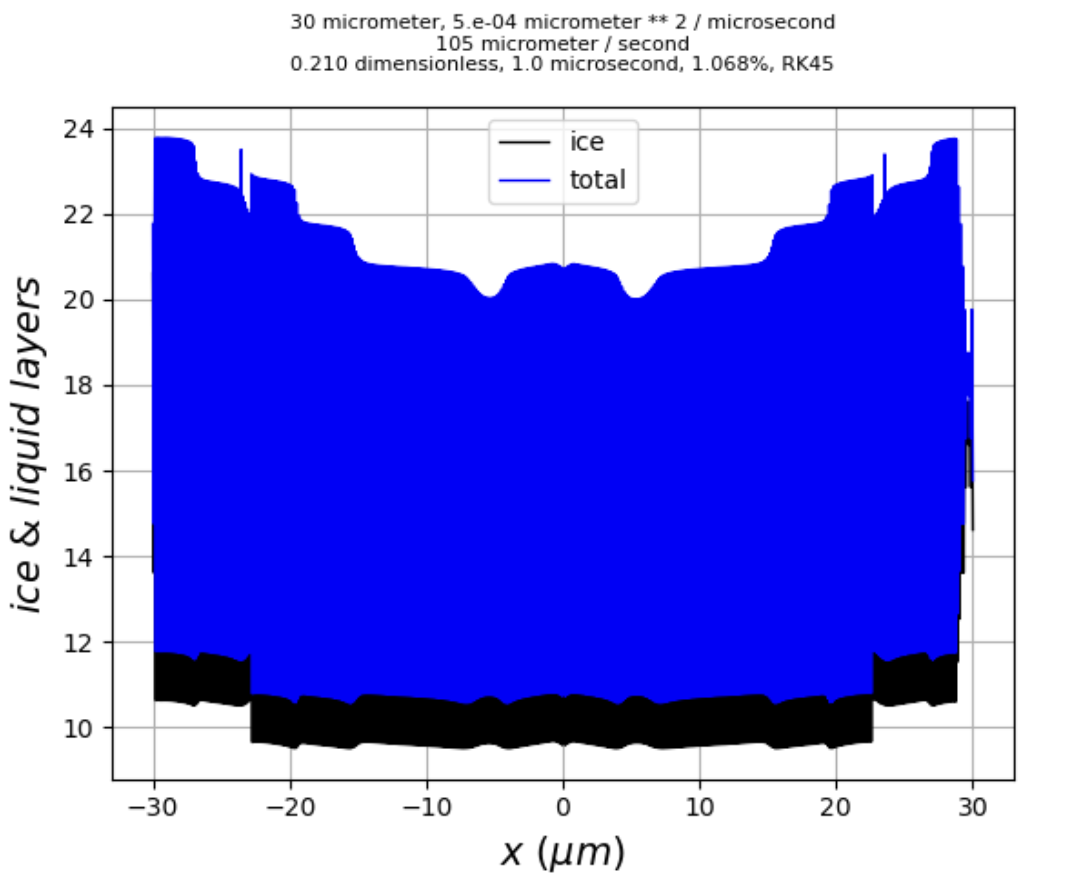 30 micrometer, 5.e-04 micrometer ** 2 / microsecond
105 micrometer / second
0.210 dimensionless, 1.0 microsecond, 1.068%, RK45
24
22
20
18
16
14
12
10
ice & liquid layers
ice
total
−30
−20
−10
0
10
20
30
x (μm)